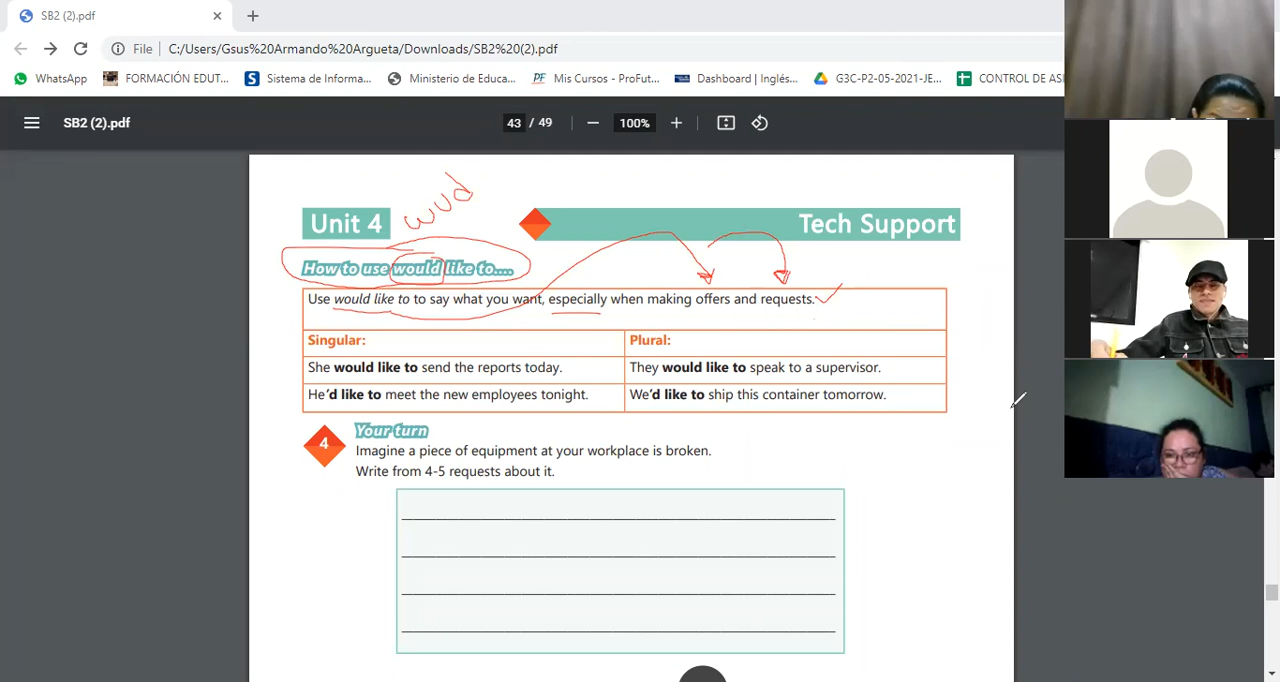 SB2 (2).pdf
File C:/Users/Gsus%20Armando%20Argueta/Downloads/SB2%20(2).pdf
WhatsApp FORMACIÓN EDUT... Sistema de Informa... Ministerio de Educa... PF Mis Cursos - ProFut... Dashboard | Inglés,... G3C-P2-05-2021-JE... CONTROL DE AS
SB2 (2).pdf 43 / 49 100%
wud
Unit 4 Tech Support
How to use would like to....
Use would like to to say what you want, especially when making offers and requests.
Singular: Plural:
She would like to send the reports today. They would like to speak to a supervisor.
He'd like to meet the new employees tonight. We'd like to ship this container tomorrow.
4 Your turn
Imagine a piece of equipment at your workplace is broken.
Write from 4-5 requests about it.